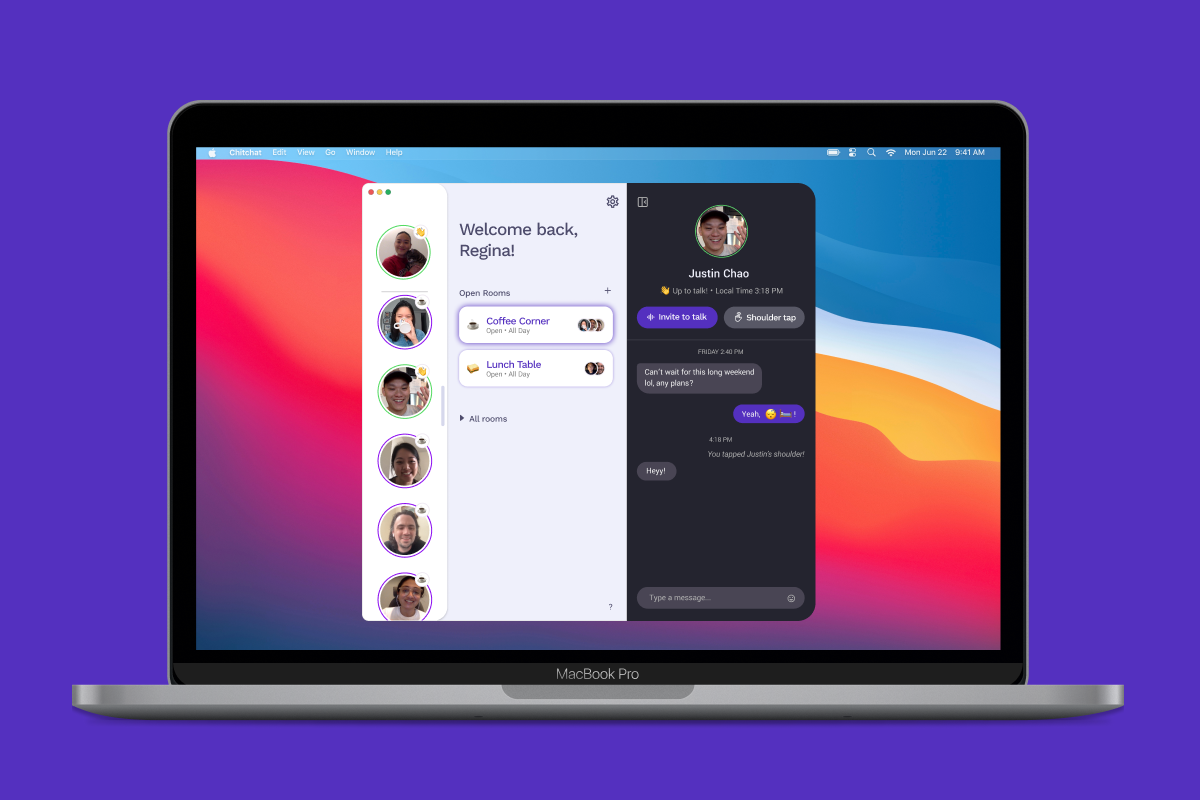 Chitchat Edit View Go Window Help
Mon Jun 22 9:41 AM
Welcome back,
Regina!
Open Rooms +
Coffee Corner
Open • All Day
Lunch Table
Open • All Day
All rooms
?
Justin Chao
👋 Up to talk! • Local Time 3:18 PM
Invite to talk
Shoulder tap
FRIDAY 2:40 PM
Can't wait for this long weekend
lol, any plans?
Yeah, 😴 🛏️ !
4:18 PM
You tapped Justin's shoulder!
Heyy!
Type a message...
MacBook Pro